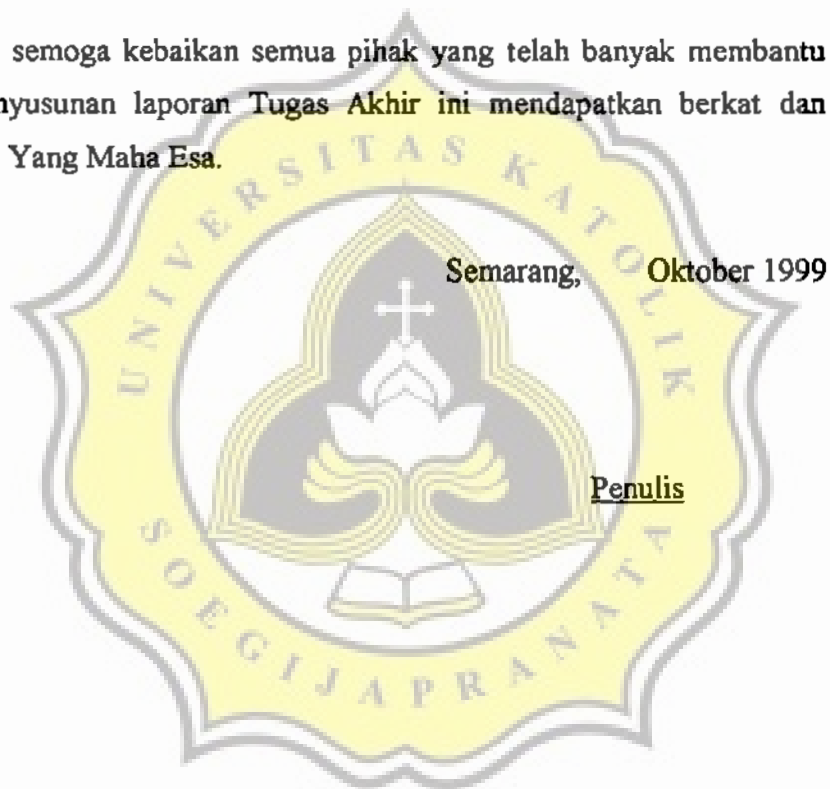 semoga kebaikan semua pihak yang telah banyak membantu
nyusunan laporan Tugas Akhir ini mendapatkan berkat dan
Yang Maha Esa.
Semarang, Oktober 1999
Penulis
UNIVERSITAS KATOLIK
SOEGIJAPRANATA